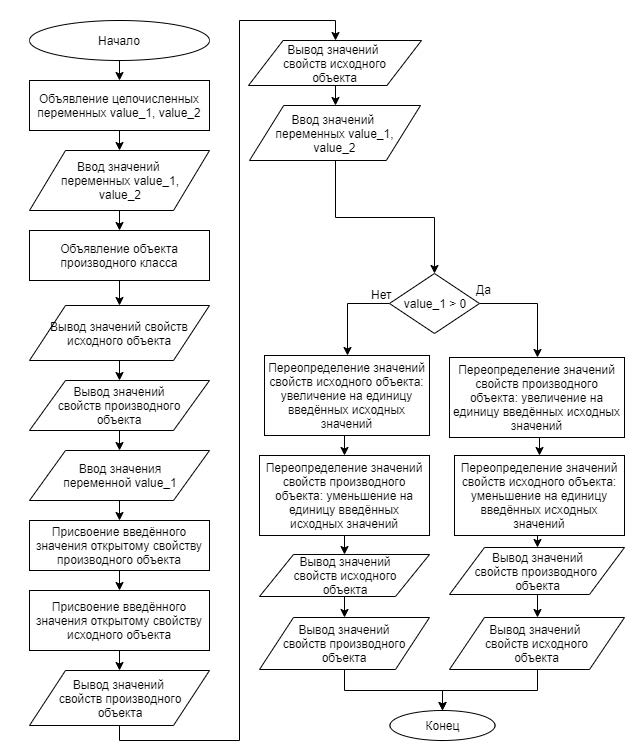 Начало
Объявление целочисленных
переменных value_1, value_2
Ввод значений
переменных value_1,
value_2
Объявление объекта
производного класса
Вывод значений свойств
исходного объекта
Вывод значений
свойств производного
объекта
Ввод значения
переменной value_1
Присвоение введённого
значения открытому свойству
производного объекта
Присвоение введённого
значения открытому свойству
исходного объекта
Вывод значений
свойств производного
объекта
Вывод значений
свойств исходного
объекта
Ввод значений
переменных value_1,
value_2
value_1 > 0
Нет
Да
Переопределение значений
свойств исходного объекта:
увеличение на единицу
введённых исходных
значений
Переопределение значений
свойств производного
объекта: уменьшение на
единицу введённых
исходных значений
Вывод значений
свойств исходного
объекта
Вывод значений
свойств производного
объекта
Переопределение значений
свойств производного
объекта: увеличение на
единицу введённых исходных
значений
Переопределение значений
свойств исходного объекта:
уменьшение на единицу
введённых исходных
значений
Вывод значений
свойств производного
объекта
Вывод значений
свойств исходного
объекта
Конец